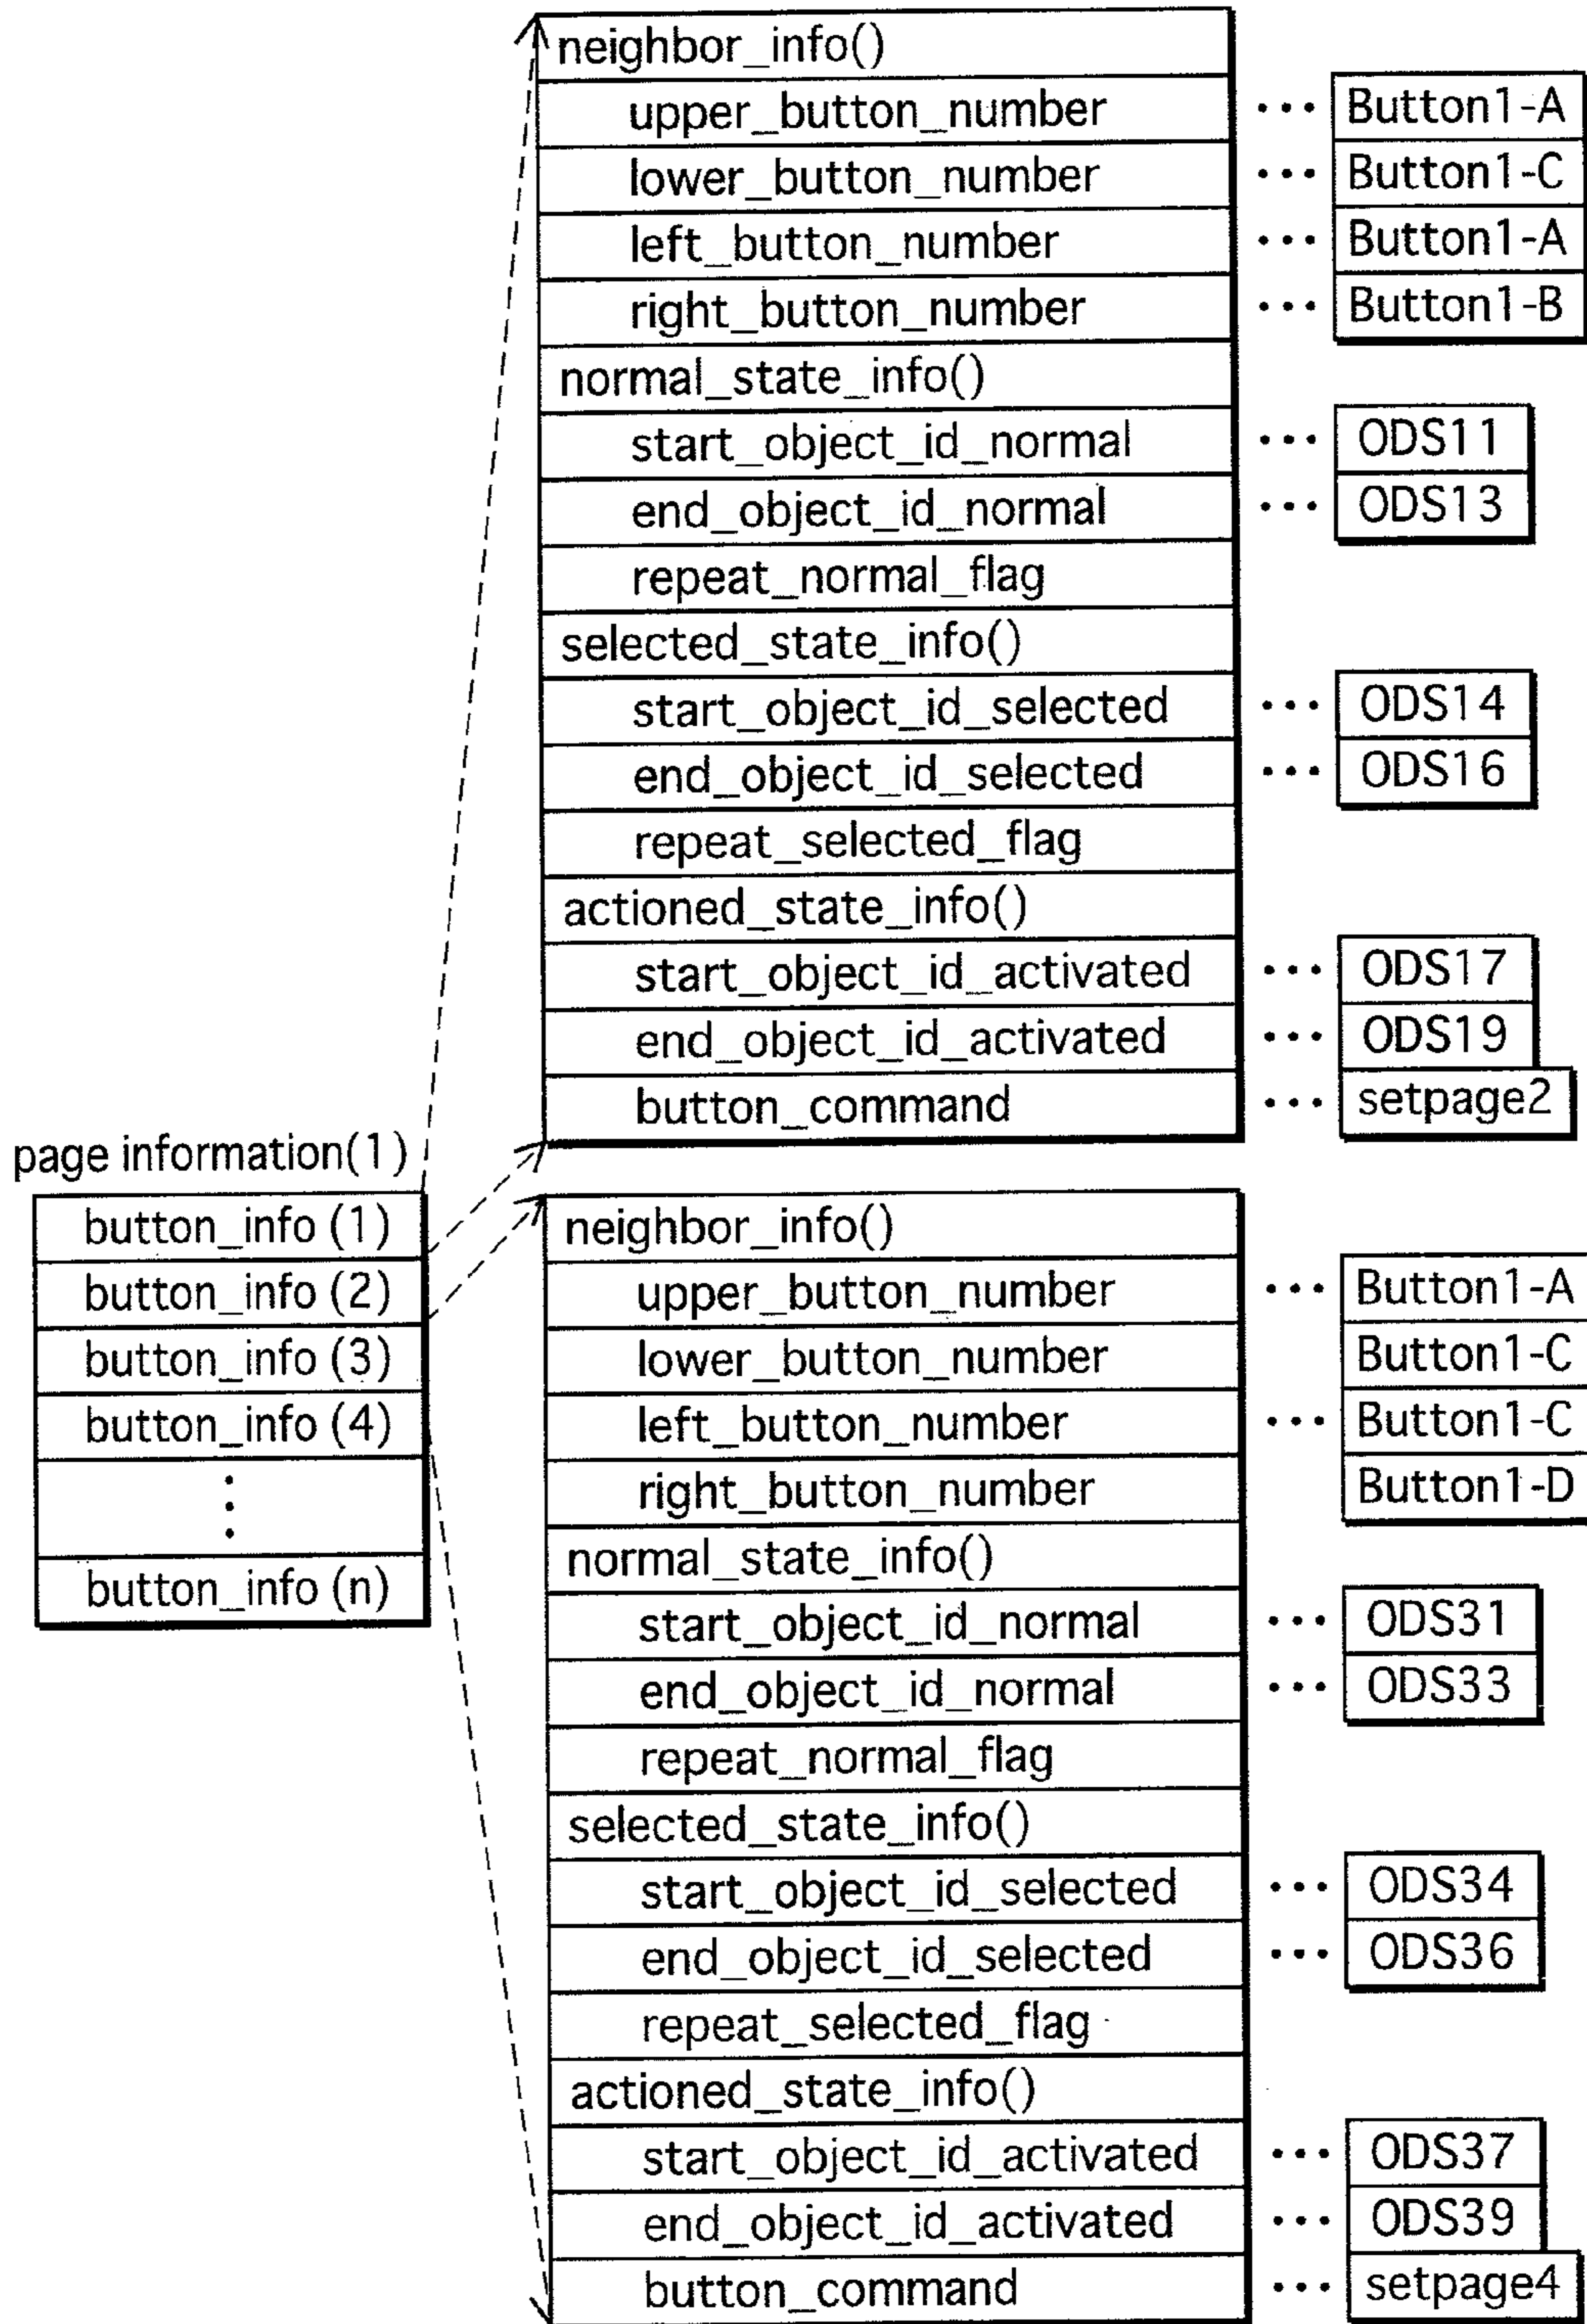 neighbor_info()
upper_button_number ··· Button1-A
lower_button_number ··· Button1-C
left_button_number ··· Button1-A
right_button_number ··· Button1-B
normal_state_info()
start_object_id_normal ··· ODS11
end_object_id_normal ··· ODS13
repeat_normal_flag
selected_state_info()
start_object_id_selected ··· ODS14
end_object_id_selected ··· ODS16
repeat_selected_flag
actioned_state_info()
start_object_id_activated ··· ODS17
end_object_id_activated ··· ODS19
button_command ··· setpage2
page information(1)
button_info (1)
button_info (2)
button_info (3)
button_info (4)
button_info (n)
neighbor_info()
upper_button_number ··· Button1-A
lower_button_number Button1-C
left_button_number ··· Button1-C
right_button_number Button1-D
normal_state_info()
start_object_id_normal ··· ODS31
end_object_id_normal ··· ODS33
repeat_normal_flag
selected_state_info()
start_object_id_selected ··· ODS34
end_object_id_selected ··· ODS36
repeat_selected_flag
actioned_state_info()
start_object_id_activated ··· ODS37
end_object_id_activated ··· ODS39
button_command ··· setpage4